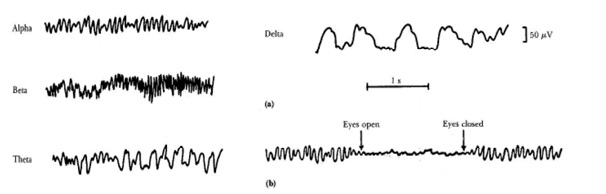 Alpha
Beta
Theta
Delta
50 μV
1 s
(a)
Eyes open
Eyes closed
(b)